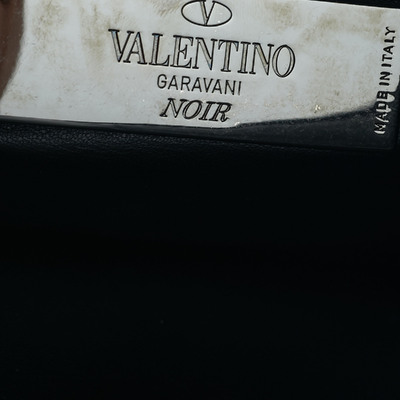 V
VALENTINO
GARAVANI
NOIR
MADE IN ITALY